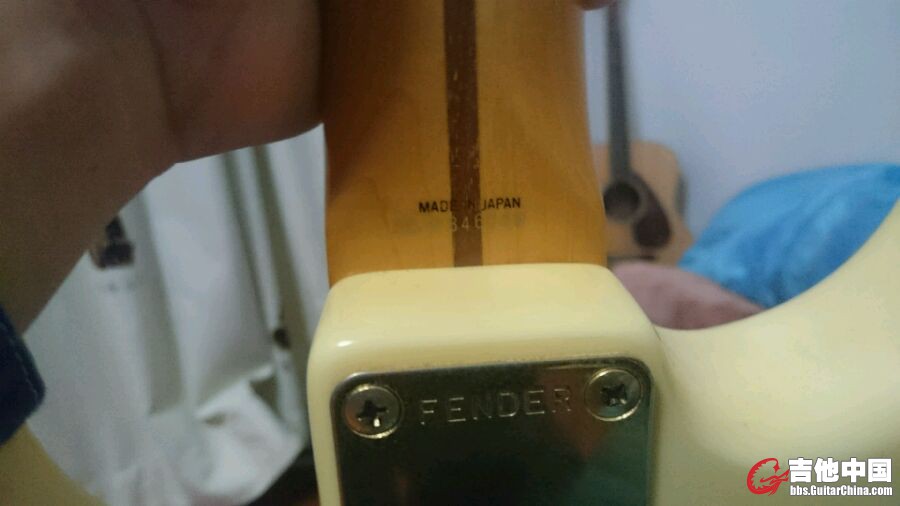 MADE IN JAPAN
FENDER
吉他中国
bbs.GuitarChina.com